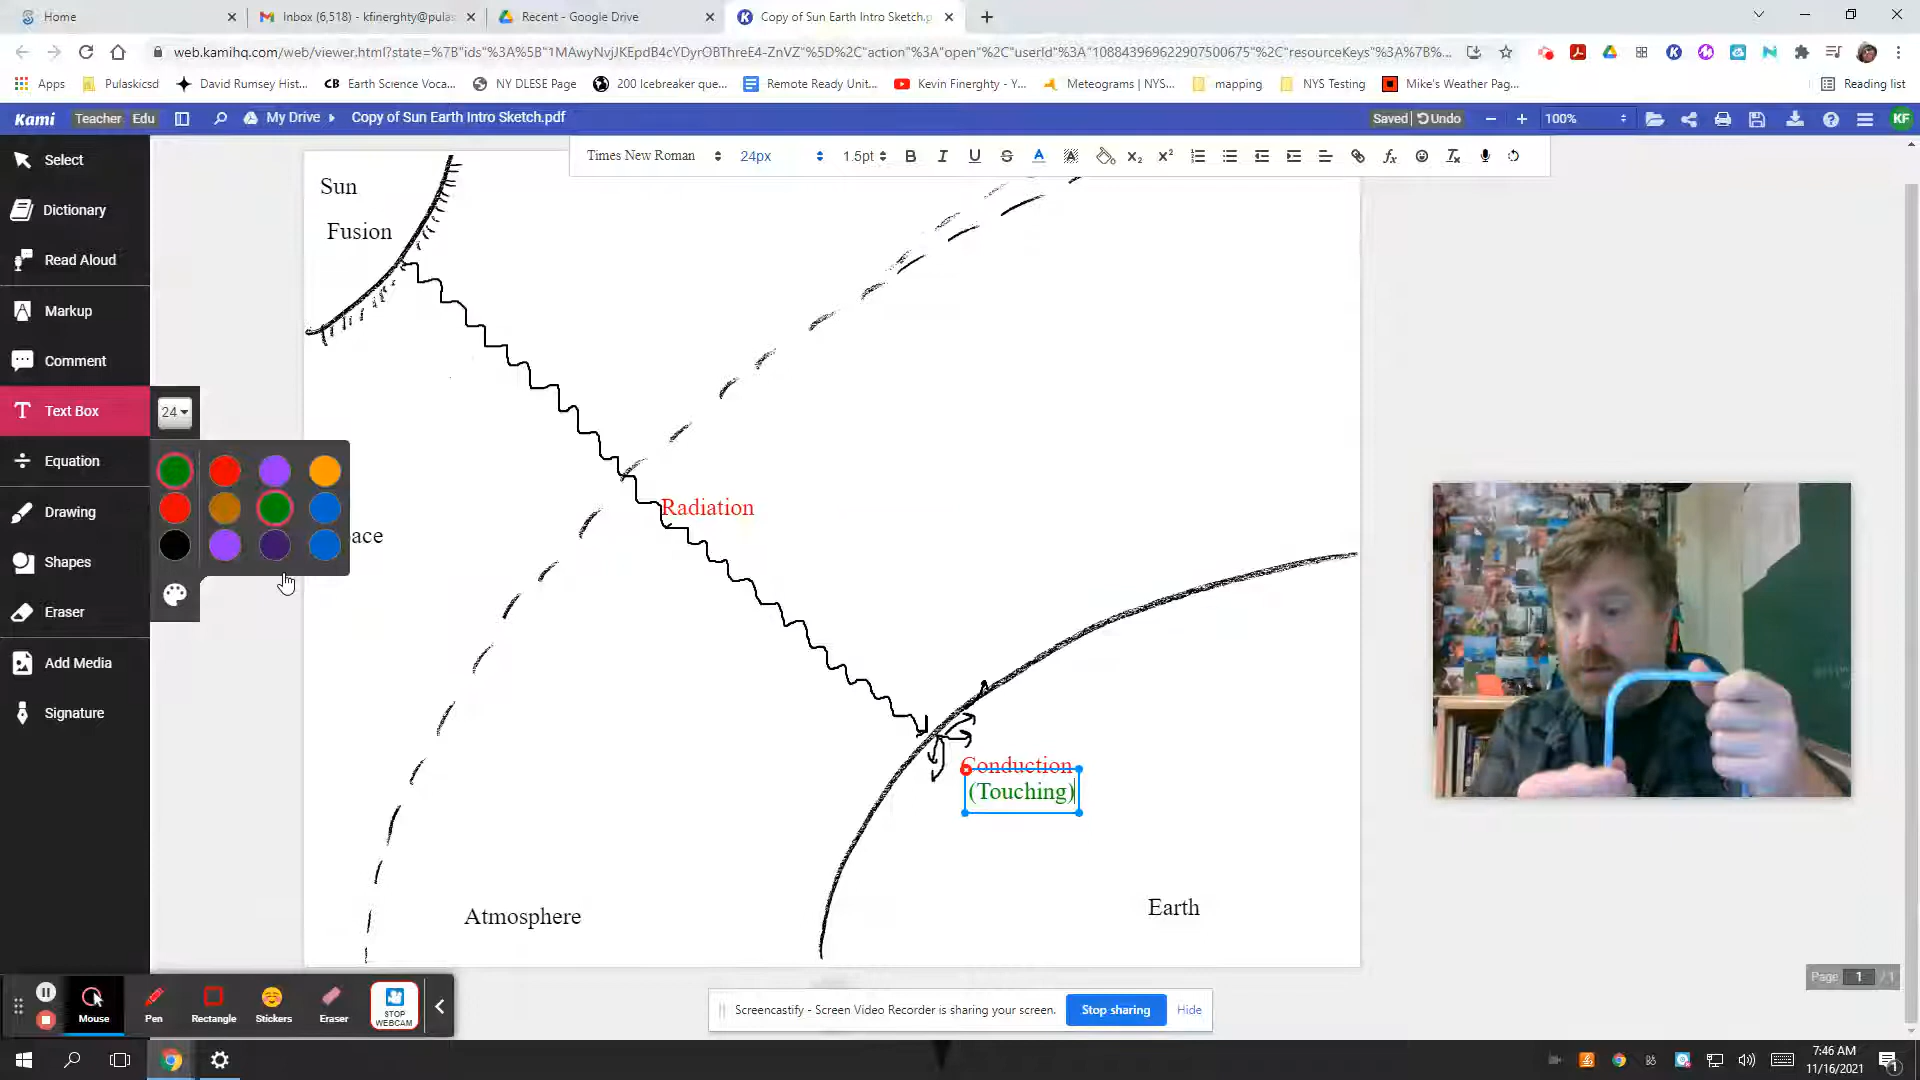 Home
Inbox (6,518) - kfinerghty@pulas
Recent - Google Drive
Copy of Sun Earth Intro Sketch.p
web.kamihq.com/web/viewer.html?state=%7B"ids"%3A%5B"1MAwyNvjJKEpdB4cYDyrOBThreE4-ZnVZ"%5D%2C"action"%3A"open"%2C"userId"%3A"108843969622907500675"%2C"resourceKeys"%3A%7B%...
Apps
Pulaskicsd
David Rumsey Hist...
CB Earth Science Voca...
NY DLESE Page
200 Icebreaker que...
Remote Ready Unit...
Kevin Finerghty - Y...
Meteograms | NYS...
mapping
NYS Testing
Mike's Weather Pag...
Reading list
Kami
Teacher
Edu
My Drive
Copy of Sun Earth Intro Sketch.pdf
Saved
Undo
100%
KF
Times New Roman
24px
1.5pt
Select
Dictionary
Read Aloud
Markup
Comment
Text Box
24
Equation
Drawing
Shapes
Eraser
Add Media
Signature
Sun
Fusion
ace
Radiation
Conduction
(Touching)
Atmosphere
Earth
Page 1 / 1
Mouse
Pen
Rectangle
Stickers
Eraser
STOP
WEBCAM
Screencastify - Screen Video Recorder is sharing your screen.
Stop sharing
Hide
7:46 AM
11/16/2021
1